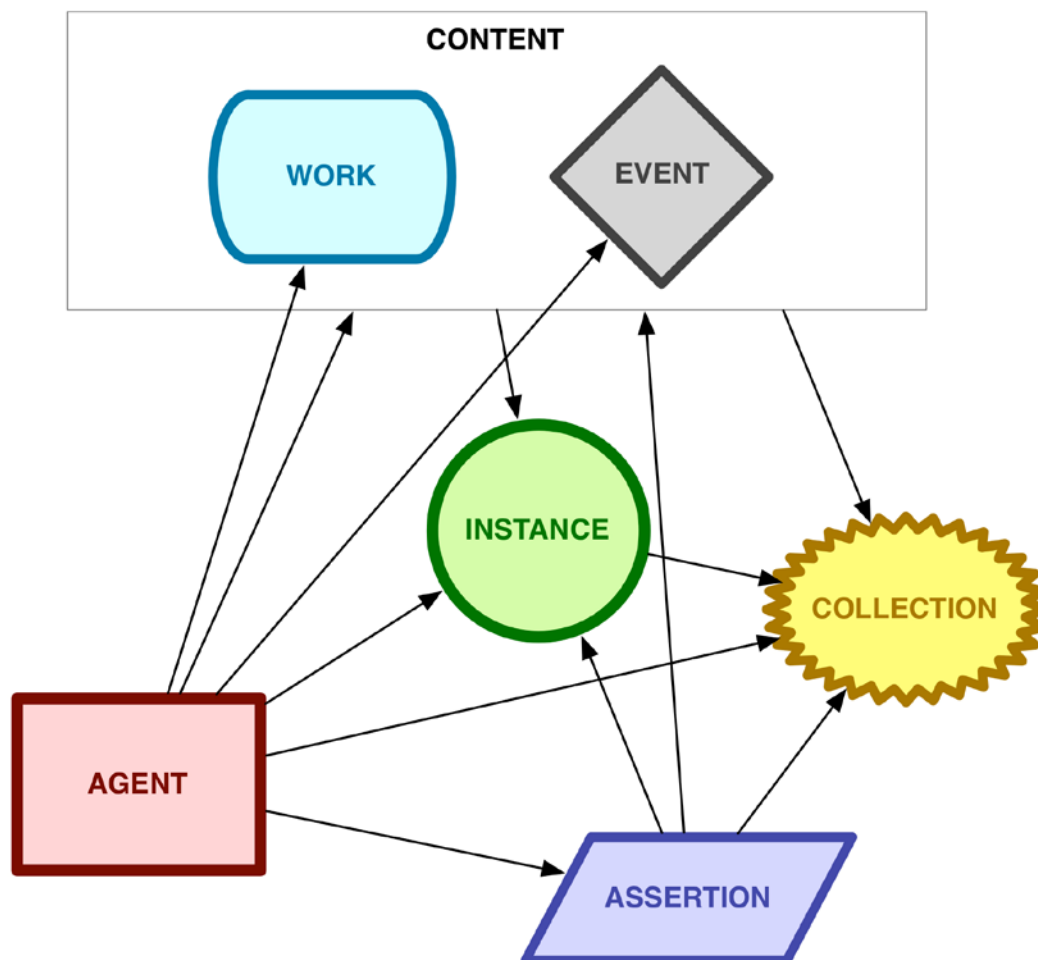 CONTENT
WORK
EVENT
INSTANCE
COLLECTION
AGENT
ASSERTION